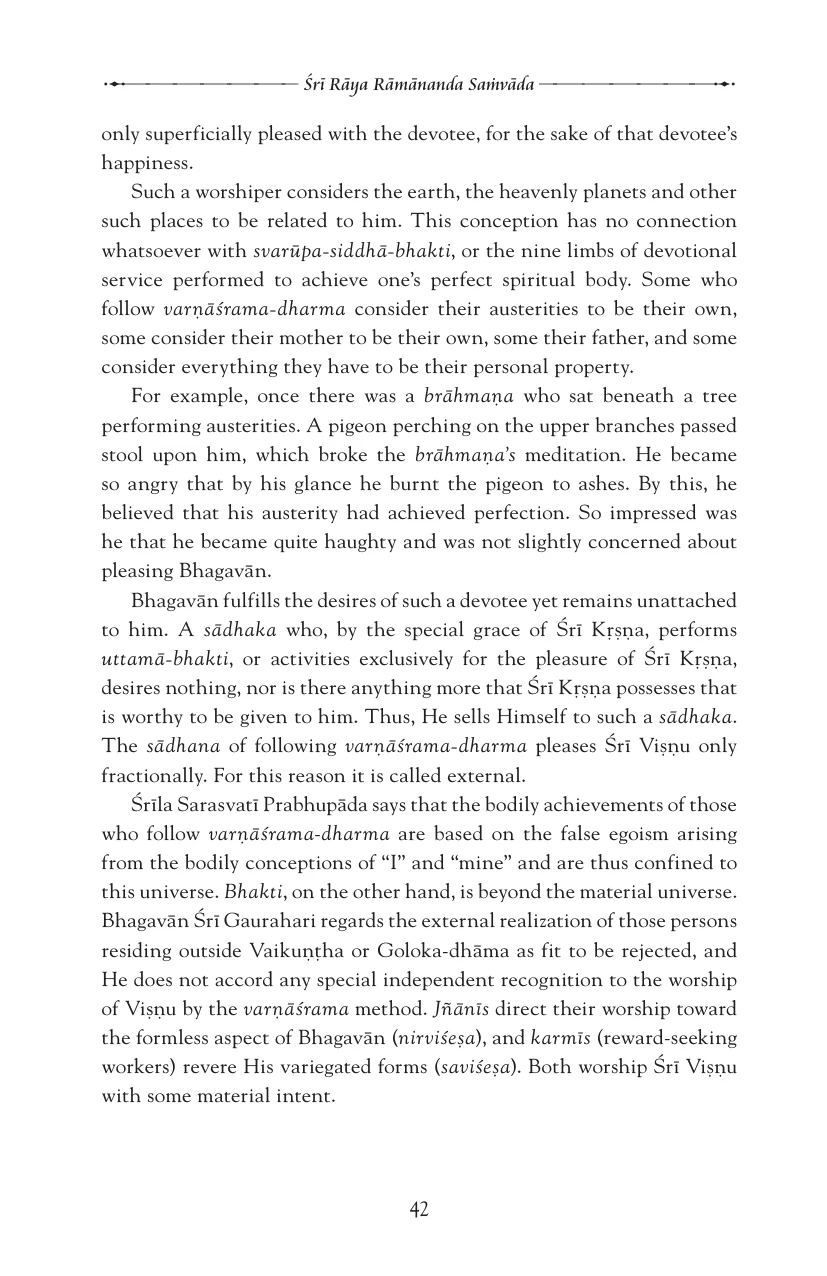 Śrī Rāya Rāmānanda Saṁvāda
only superficially pleased with the devotee, for the sake of that devotee’s
happiness.
Such a worshiper considers the earth, the heavenly planets and other
such places to be related to him. This conception has no connection
whatsoever with svarūpa-siddhā-bhakti, or the nine limbs of devotional
service performed to achieve one’s perfect spiritual body. Some who
follow varṇāśrama-dharma consider their austerities to be their own,
some consider their mother to be their own, some their father, and some
consider everything they have to be their personal property.
For example, once there was a brāhmaṇa who sat beneath a tree
performing austerities. A pigeon perching on the upper branches passed
stool upon him, which broke the brāhmaṇa’s meditation. He became
so angry that by his glance he burnt the pigeon to ashes. By this, he
believed that his austerity had achieved perfection. So impressed was
he that he became quite haughty and was not slightly concerned about
pleasing Bhagavān.
Bhagavān fulfills the desires of such a devotee yet remains unattached
to him. A sādhaka who, by the special grace of Śrī Kṛṣṇa, performs
uttamā-bhakti, or activities exclusively for the pleasure of Śrī Kṛṣṇa,
desires nothing, nor is there anything more that Śrī Kṛṣṇa possesses that
is worthy to be given to him. Thus, He sells Himself to such a sādhaka.
The sādhana of following varṇāśrama-dharma pleases Śrī Viṣṇu only
fractionally. For this reason it is called external.
Śrīla Sarasvatī Prabhupāda says that the bodily achievements of those
who follow varṇāśrama-dharma are based on the false egoism arising
from the bodily conceptions of “I” and “mine” and are thus confined to
this universe. Bhakti, on the other hand, is beyond the material universe.
Bhagavān Śrī Gaurahari regards the external realization of those persons
residing outside Vaikuṇṭha or Goloka-dhāma as fit to be rejected, and
He does not accord any special independent recognition to the worship
of Viṣṇu by the varṇāśrama method. Jñānīs direct their worship toward
the formless aspect of Bhagavān (nirviśeṣa), and karmīs (reward-seeking
workers) revere His variegated forms (saviśeṣa). Both worship Śrī Viṣṇu
with some material intent.
42